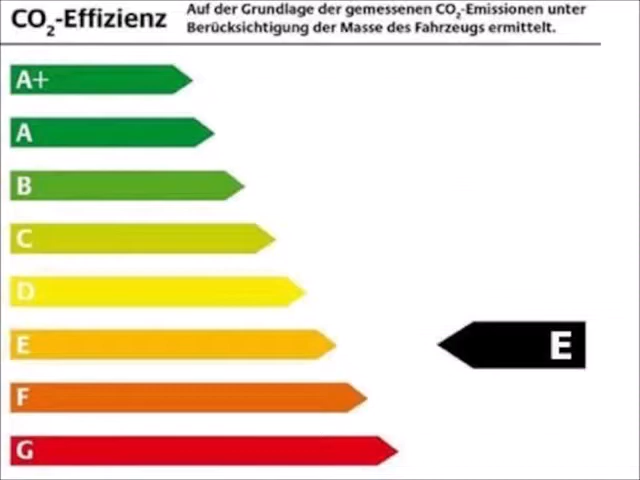 CO₂-Effizienz
Auf der Grundlage der gemessenen CO₂-Emissionen unter
Berücksichtigung der Masse des Fahrzeugs ermittelt.
A+
A
B
C
D
E
E
F
G